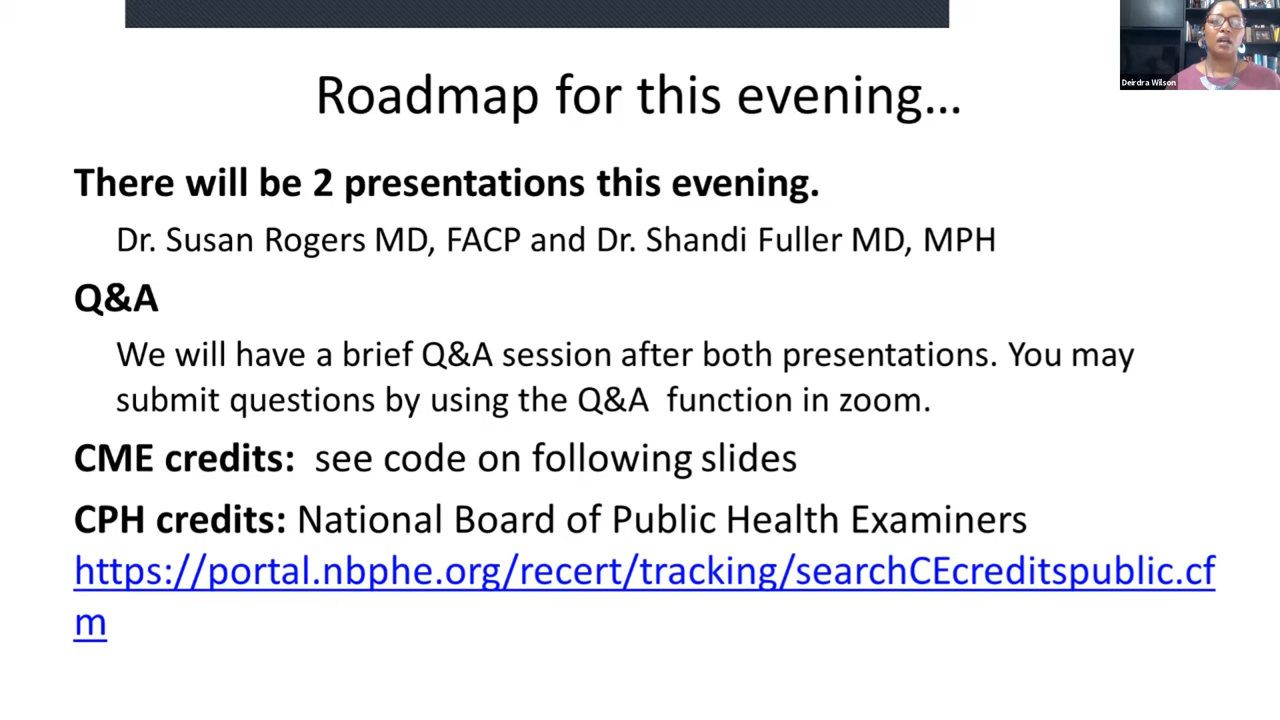 Deirdra Wilson
Roadmap for this evening…
There will be 2 presentations this evening.
Dr. Susan Rogers MD, FACP and Dr. Shandi Fuller MD, MPH
Q&A
We will have a brief Q&A session after both presentations. You may
submit questions by using the Q&A  function in zoom.
CME credits:  see code on following slides
CPH credits: National Board of Public Health Examiners
https://portal.nbphe.org/recert/tracking/searchCEcreditspublic.cf
m